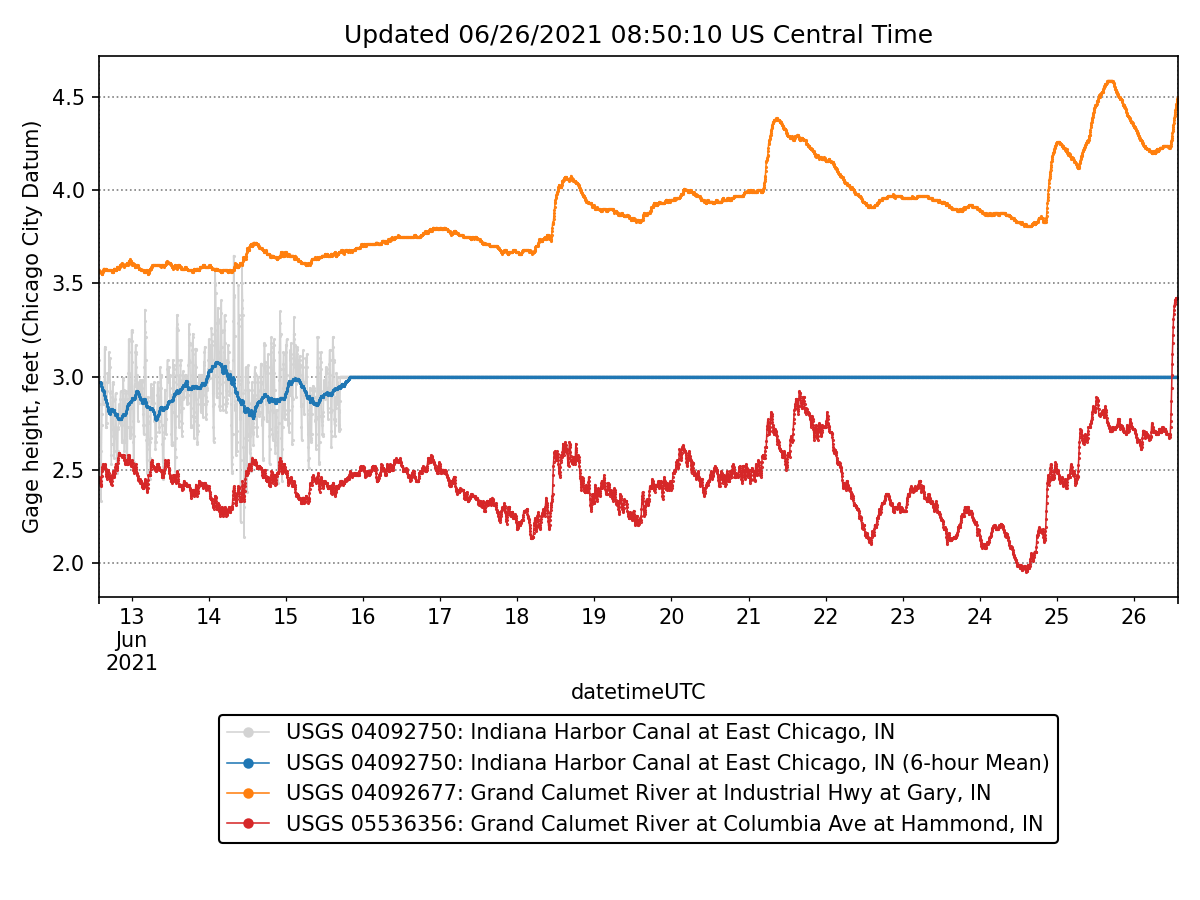 Updated 06/26/2021 08:50:10 US Central Time
Gage height, feet (Chicago City Datum)
4.5
4.0
3.5
3.0
2.5
2.0
13 14 15 16 17 18 19 20 21 22 23 24 25 26
Jun
2021
datetimeUTC
USGS 04092750: Indiana Harbor Canal at East Chicago, IN
USGS 04092750: Indiana Harbor Canal at East Chicago, IN (6-hour Mean)
USGS 04092677: Grand Calumet River at Industrial Hwy at Gary, IN
USGS 05536356: Grand Calumet River at Columbia Ave at Hammond, IN